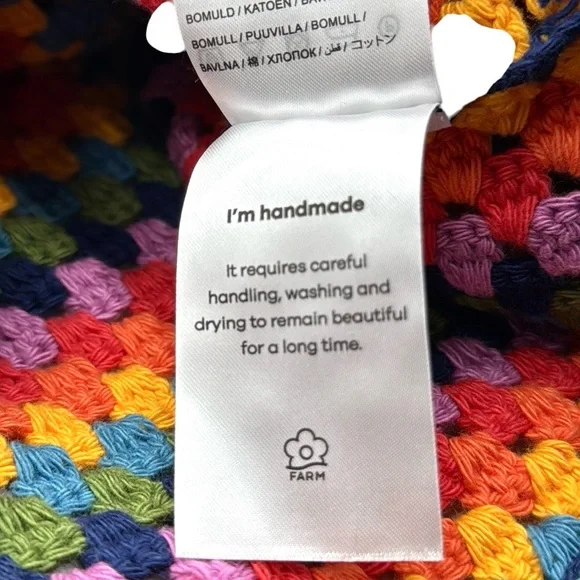 BOMULD / KATOEN /
BOMULL / PUUVILLA / BOMULL /
BAVLNA / 棉 / ХЛОПОК / قطن / コットン
I'm handmade
It requires careful
handling, washing and
drying to remain beautiful
for a long time.
FARM